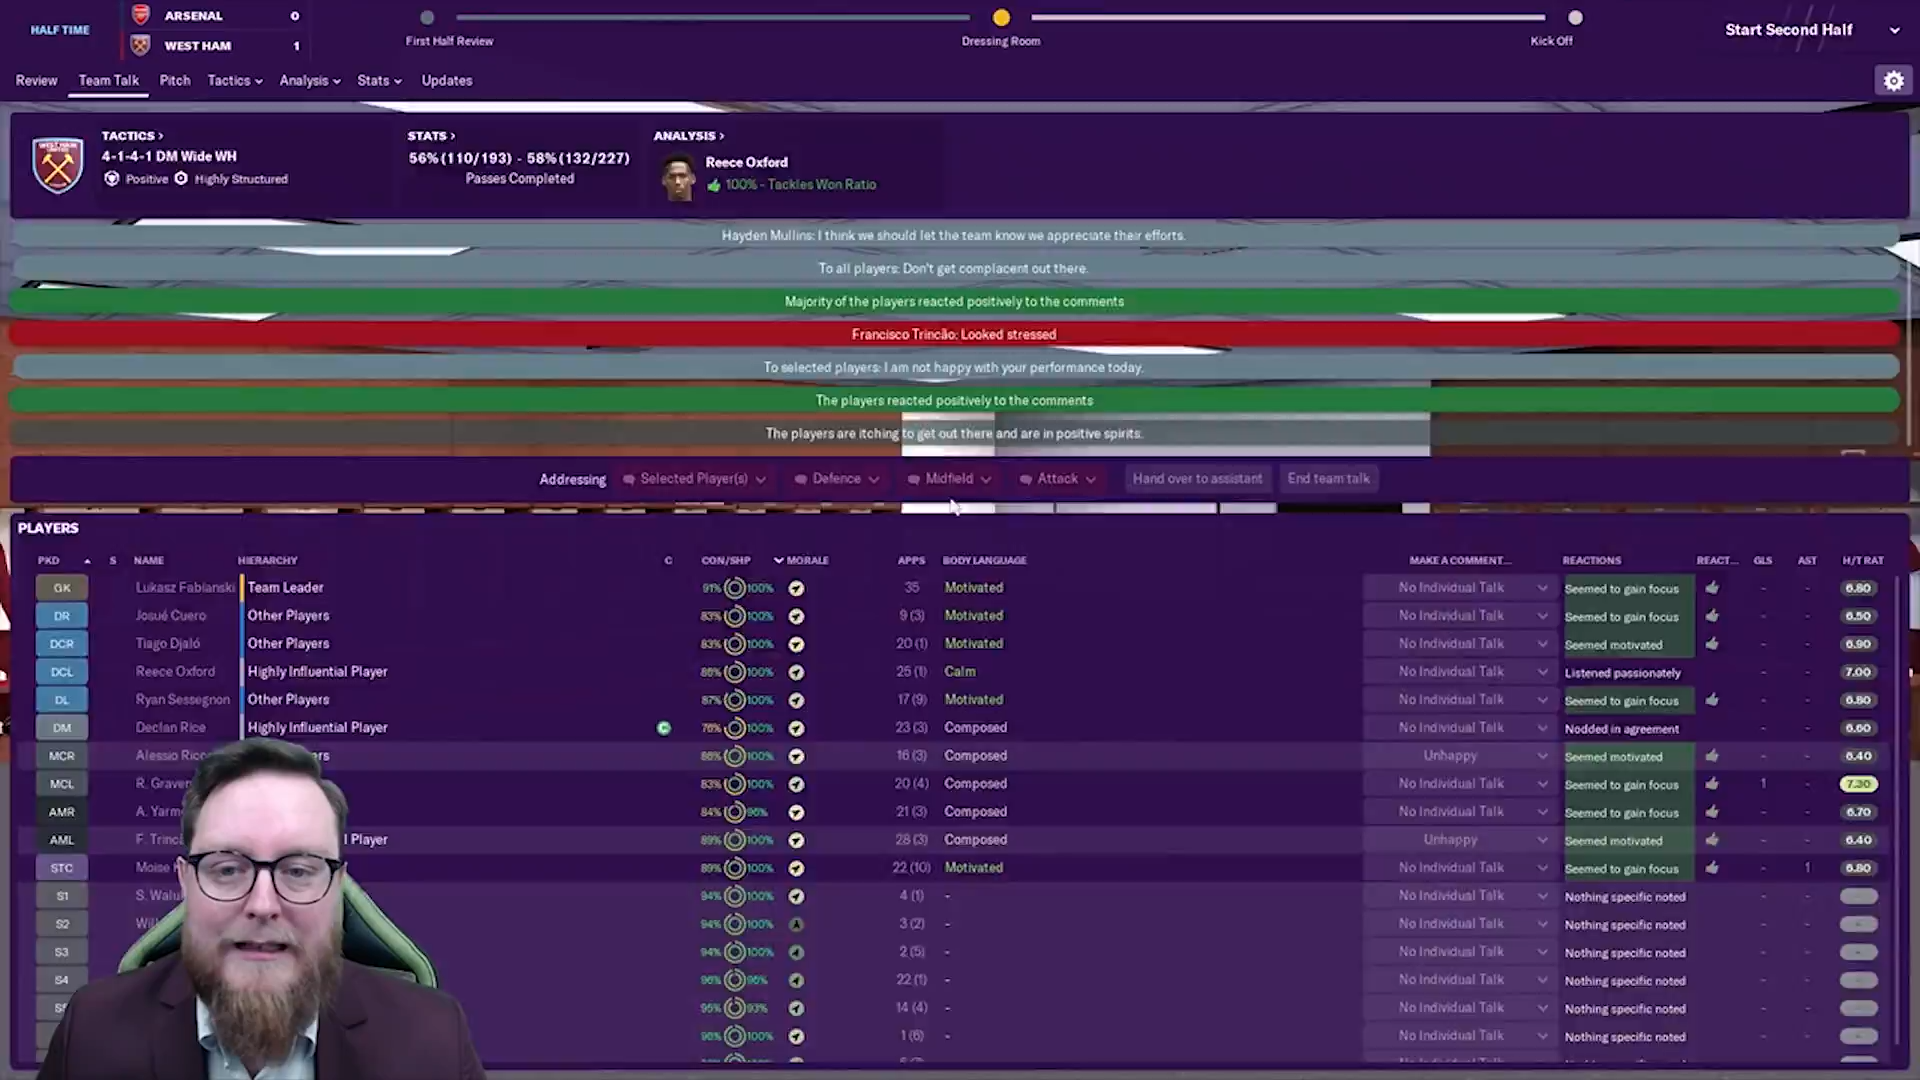 HALF TIME
ARSENAL 0
WEST HAM 1
First Half Review
Dressing Room
Kick Off
Start Second Half
Review Team Talk Pitch Tactics Analysis Stats Updates
TACTICS >
4-1-4-1 DM Wide WH
Positive Highly Structured
STATS >
56% (110/193) - 58% (132/227)
Passes Completed
ANALYSIS >
Reece Oxford
100% - Tackles Won Ratio
WEST HAM
UNITED
Hayden Mullins: I think we should let the team know we appreciate their efforts.
To all players: Don't get complacent out there.
Majority of the players reacted positively to the comments
Francisco Trincão: Looked stressed
To selected players: I am not happy with your performance today.
The players reacted positively to the comments
The players are itching to get out there and are in positive spirits.
Addressing Selected Player(s) Defence Midfield Attack Hand over to assistant End team talk
PLAYERS
PKD S NAME HIERARCHY C CON/SHP MORALE APPS BODY LANGUAGE MAKE A COMMENT... REACTIONS REACT... GLS AST H/T RAT
GK Lukasz Fabianski Team Leader 91% 100% 35 Motivated No Individual Talk Seemed to gain focus - - 6.80
DR Josué Cuero Other Players 83% 100% 9 (3) Motivated No Individual Talk Seemed to gain focus - - 6.50
DCR Tiago Djaló Other Players 83% 100% 20 (1) Motivated No Individual Talk Seemed motivated - - 6.90
DCL Reece Oxford Highly Influential Player 86% 100% 25 (1) Calm No Individual Talk Listened passionately - - 7.00
DL Ryan Sessegnon Other Players 87% 100% 17 (9) Motivated No Individual Talk Seemed to gain focus - - 6.80
DM Declan Rice Highly Influential Player C 76% 100% 23 (3) Composed No Individual Talk Nodded in agreement - - 6.60
MCR Alessio Ricc ers 86% 100% 16 (3) Composed Unhappy Seemed motivated - - 6.40
MCL R. Graven 83% 100% 20 (4) Composed No Individual Talk Seemed to gain focus 1 - 7.30
AMR A. Yarm 84% 96% 21 (3) Composed No Individual Talk Seemed to gain focus - - 6.70
AML F. Trinc l Player 89% 100% 28 (3) Composed Unhappy Seemed motivated - - 6.40
STC Moise 89% 100% 22 (10) Motivated No Individual Talk Seemed to gain focus - 1 6.80
S1 S. Walu 94% 100% 4 (1) - No Individual Talk Nothing specific noted - - -
S2 Will 94% 100% 3 (2) - No Individual Talk Nothing specific noted - - -
S3 94% 100% 2 (5) - No Individual Talk Nothing specific noted - - -
S4 96% 96% 22 (1) - No Individual Talk Nothing specific noted - - -
95% 93% 14 (4) - No Individual Talk Nothing specific noted - - -
96% 100% 1 (6) - No Individual Talk Nothing specific noted - - -